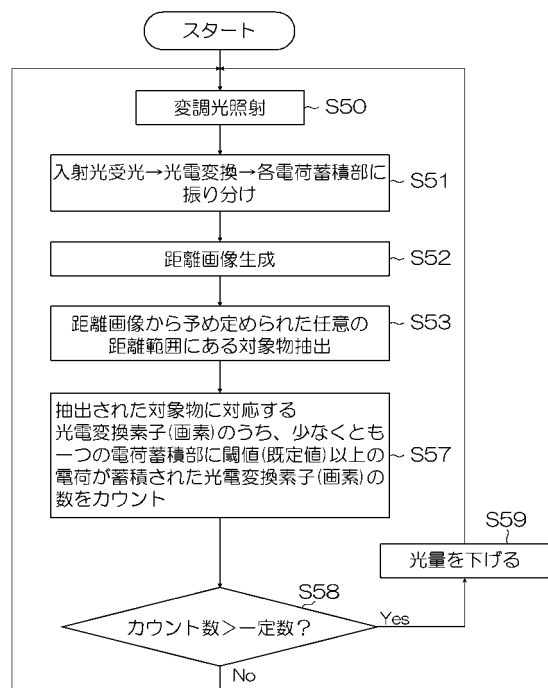 スタート
変調光照射
S50
入射光受光→光電変換→各電荷蓄積部に
振り分け
S51
距離画像生成
S52
距離画像から予め定められた任意の
距離範囲にある対象物抽出
S53
抽出された対象物に対応する
光電変換素子(画素)のうち、少なくとも
一つの電荷蓄積部に閾値(既定値)以上の
電荷が蓄積された光電変換素子(画素)の
数をカウント
S57
S59
光量を下げる
S58
カウント数>一定数?
Yes
No